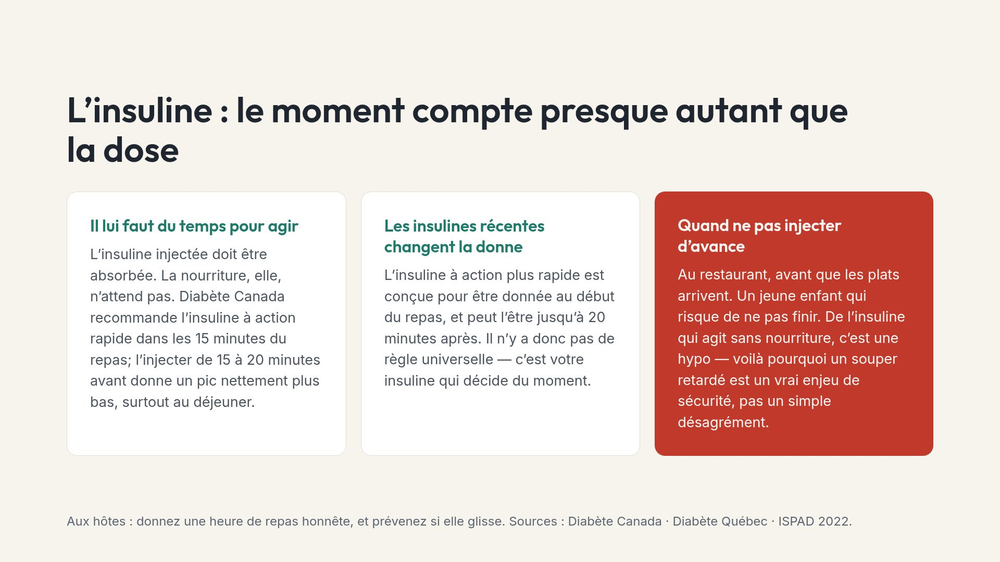 L’insuline : le moment compte presque autant que
la dose
Il lui faut du temps pour agir
L’insuline injectée doit être
absorbée. La nourriture, elle,
n’attend pas. Diabète Canada
recommande l’insuline à action
rapide dans les 15 minutes du
repas; l’injecter de 15 à 20 minutes
avant donne un pic nettement plus
bas, surtout au déjeuner.
Les insulines récentes
changent la donne
L’insuline à action plus rapide est
conçue pour être donnée au début
du repas, et peut l’être jusqu’à 20
minutes après. Il n’y a donc pas de
règle universelle — c’est votre
insuline qui décide du moment.
Quand ne pas injecter
d’avance
Au restaurant, avant que les plats
arrivent. Un jeune enfant qui
risque de ne pas finir. De l’insuline
qui agit sans nourriture, c’est une
hypo — voilà pourquoi un souper
retardé est un vrai enjeu de
sécurité, pas un simple
désagrément.
Aux hôtes : donnez une heure de repas honnête, et prévenez si elle glisse. Sources : Diabète Canada · Diabète Québec · ISPAD 2022.